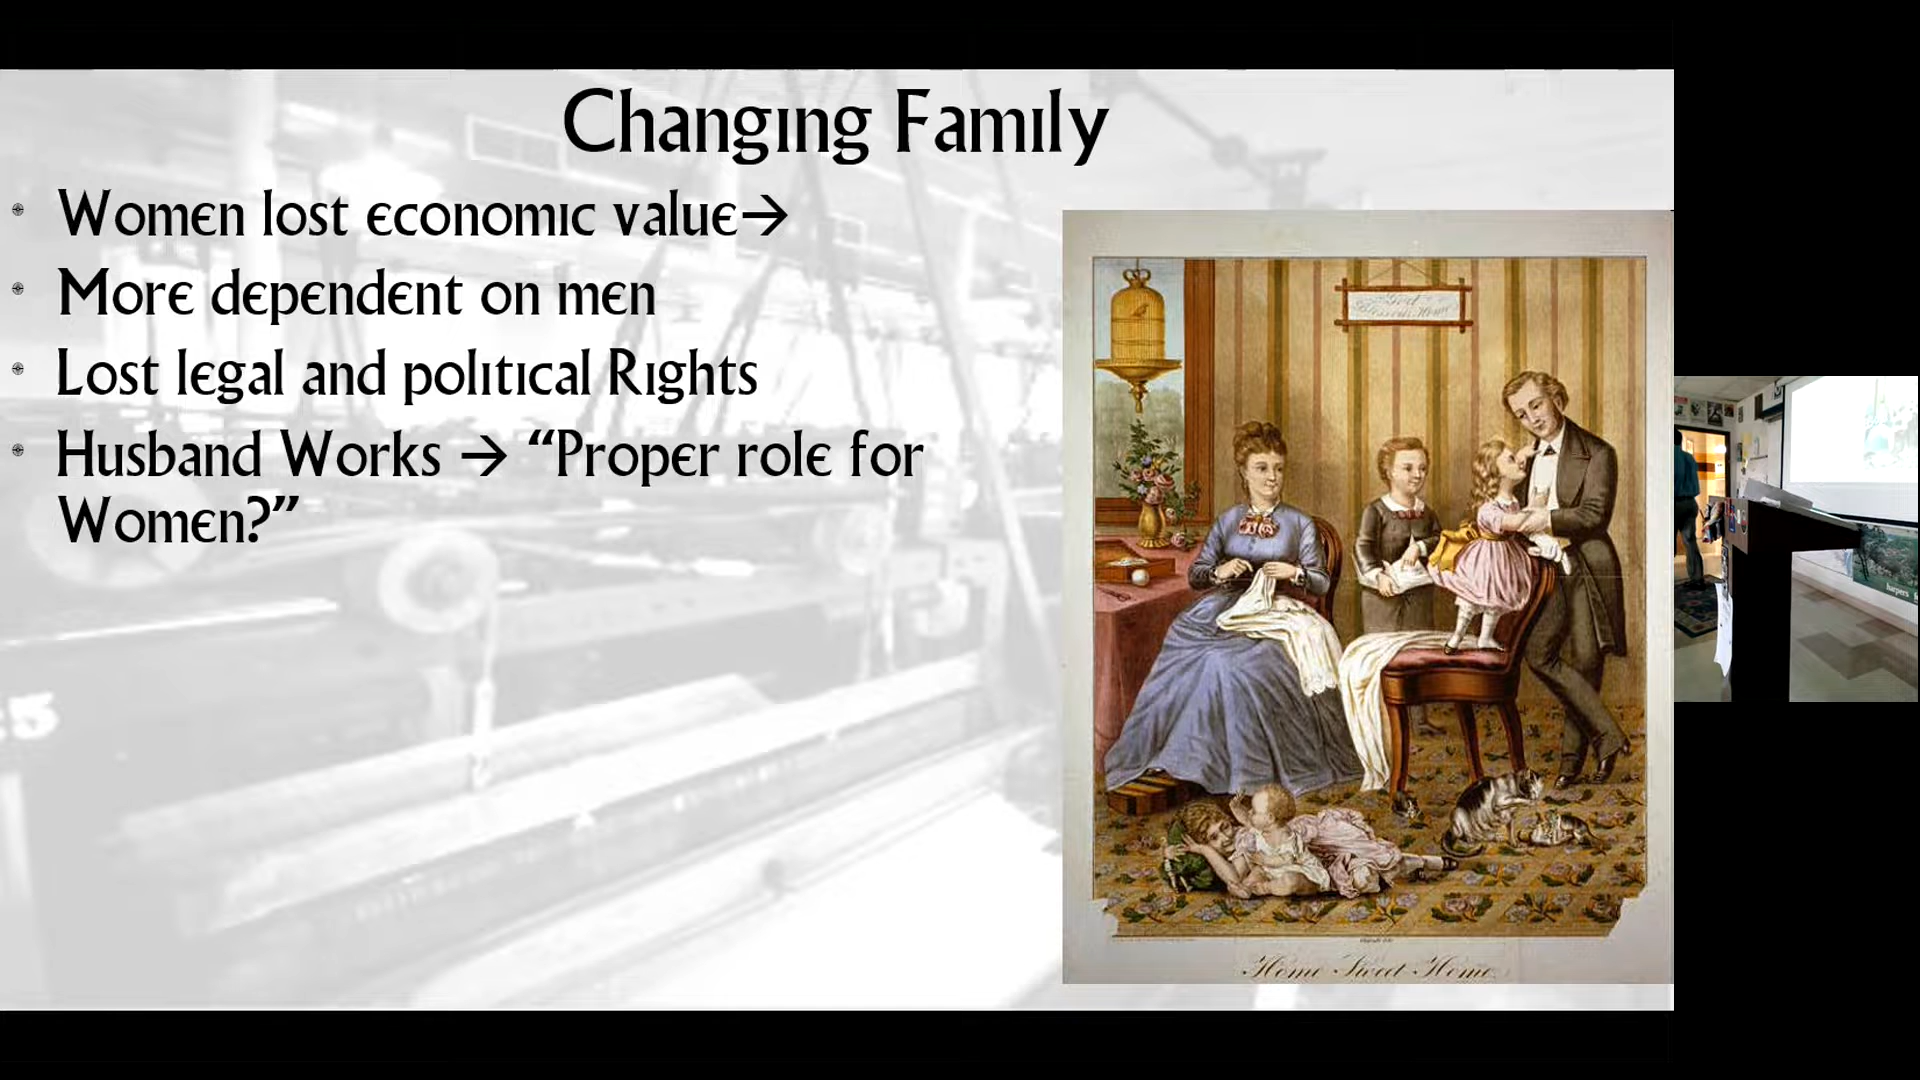 Changing Family
Women lost economic value→
More dependent on men
Lost legal and political Rights
Husband Works → “Proper role for
Women?”
Home Sweet Home
harpers